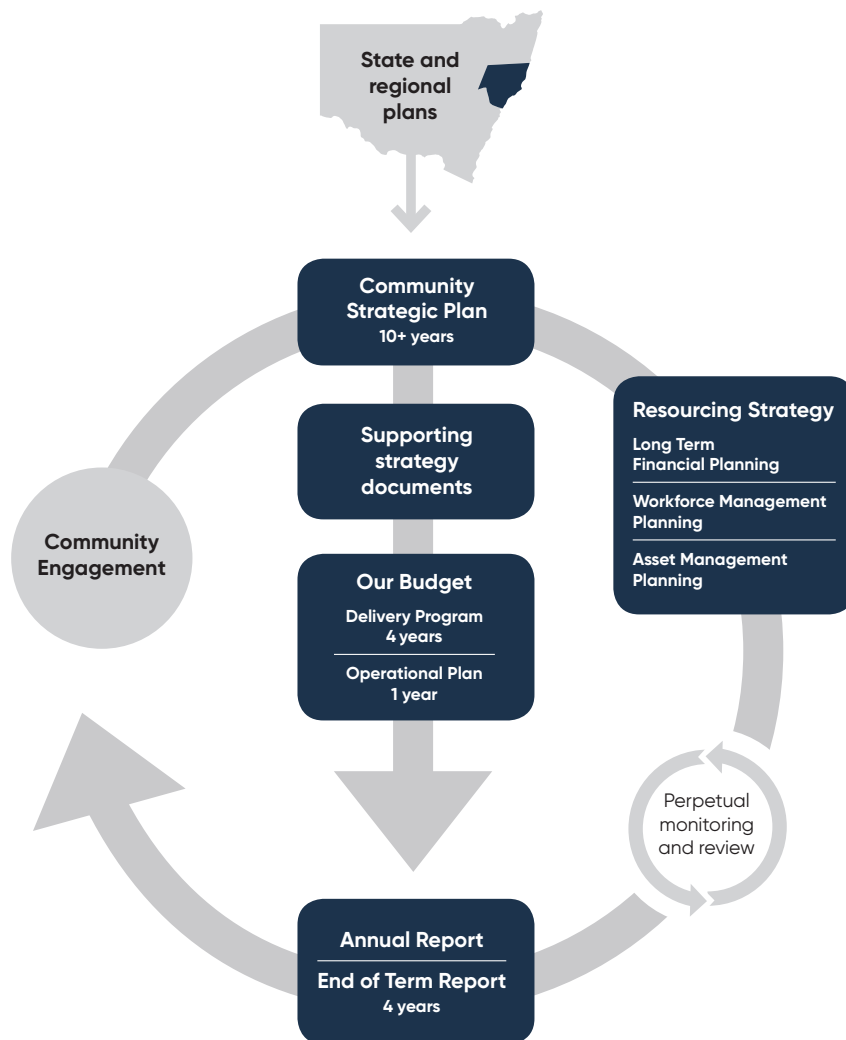 State and
regional
plans
Community
Strategic Plan
10+ years
Supporting
strategy
documents
Our Budget
Delivery Program
4 years
Operational Plan
1 year
Resourcing Strategy
Long Term
Financial Planning
Workforce Management
Planning
Asset Management
Planning
Community
Engagement
Perpetual
monitoring
and review
Annual Report
End of Term Report
4 years